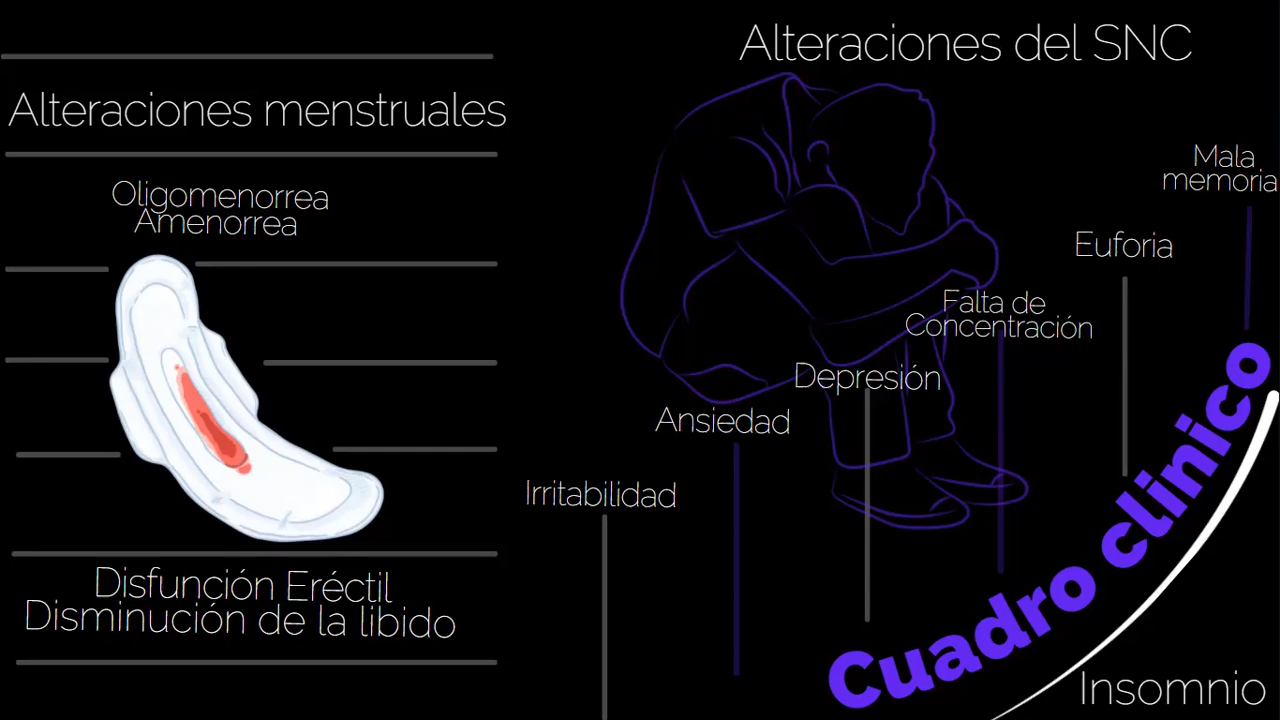 Alteraciones menstruales
Oligomenorrea
Amenorrea
Disfunción Eréctil
Disminución de la libido
Alteraciones del SNC
Irritabilidad
Ansiedad
Depresión
Falta de
Concentración
Euforia
Mala
memoria
Cuadro clinico
Insomnio